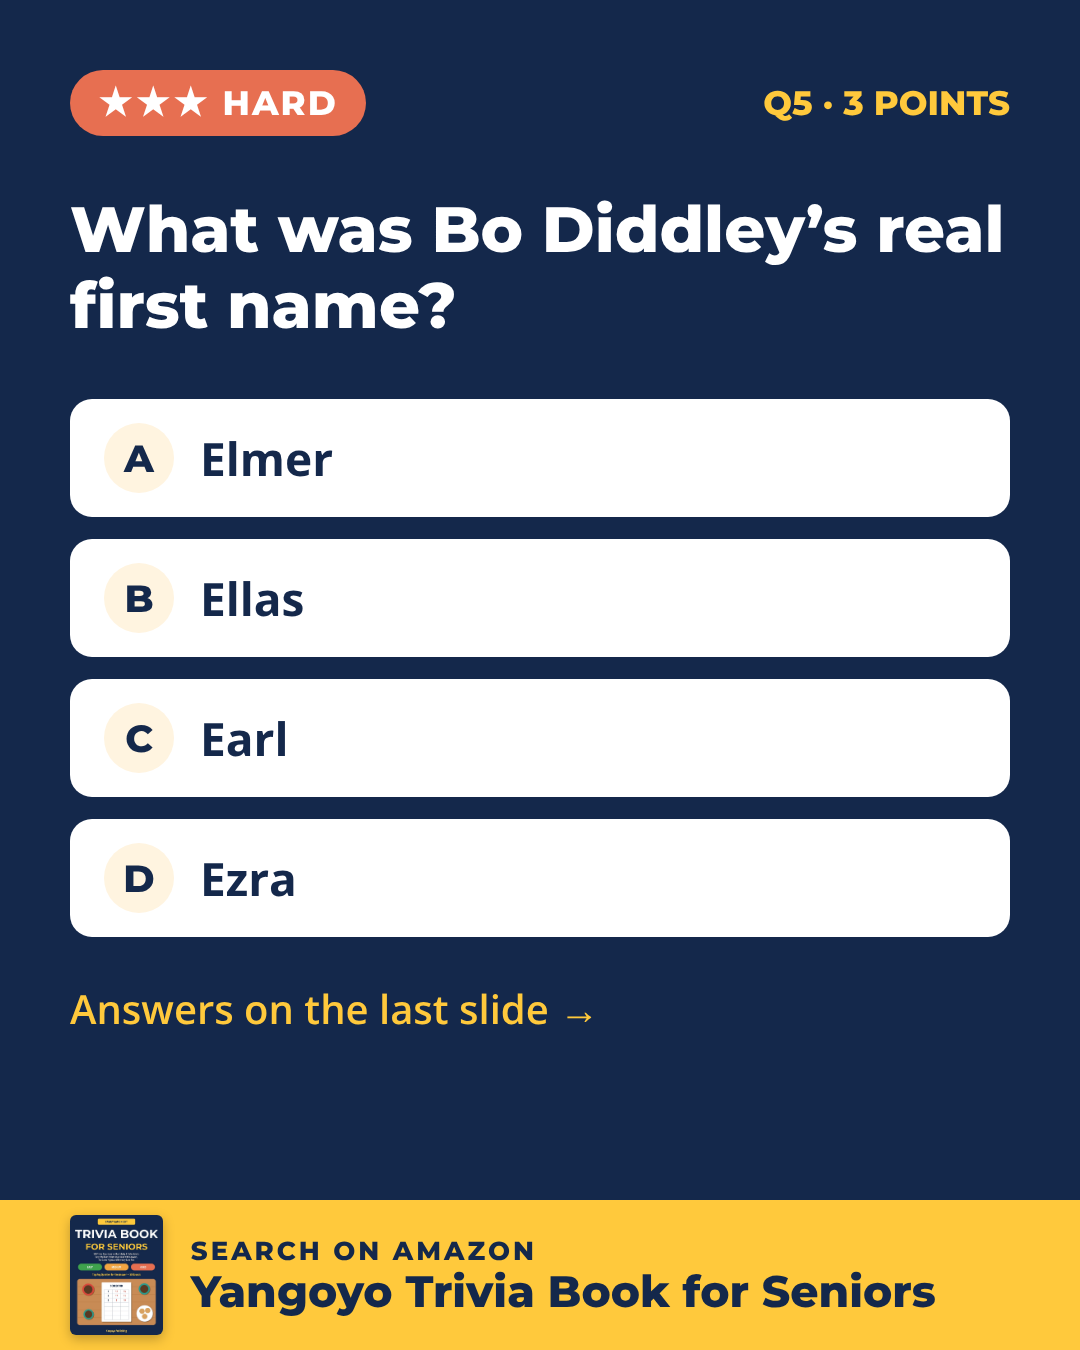 ★★★ HARD
Q5 · 3 POINTS
What was Bo Diddley’s real
first name?
A Elmer
B Ellas
C Earl
D Ezra
Answers on the last slide →
TRIVIA BOOK
FOR SENIORS
SEARCH ON AMAZON
Yangoyo Trivia Book for Seniors